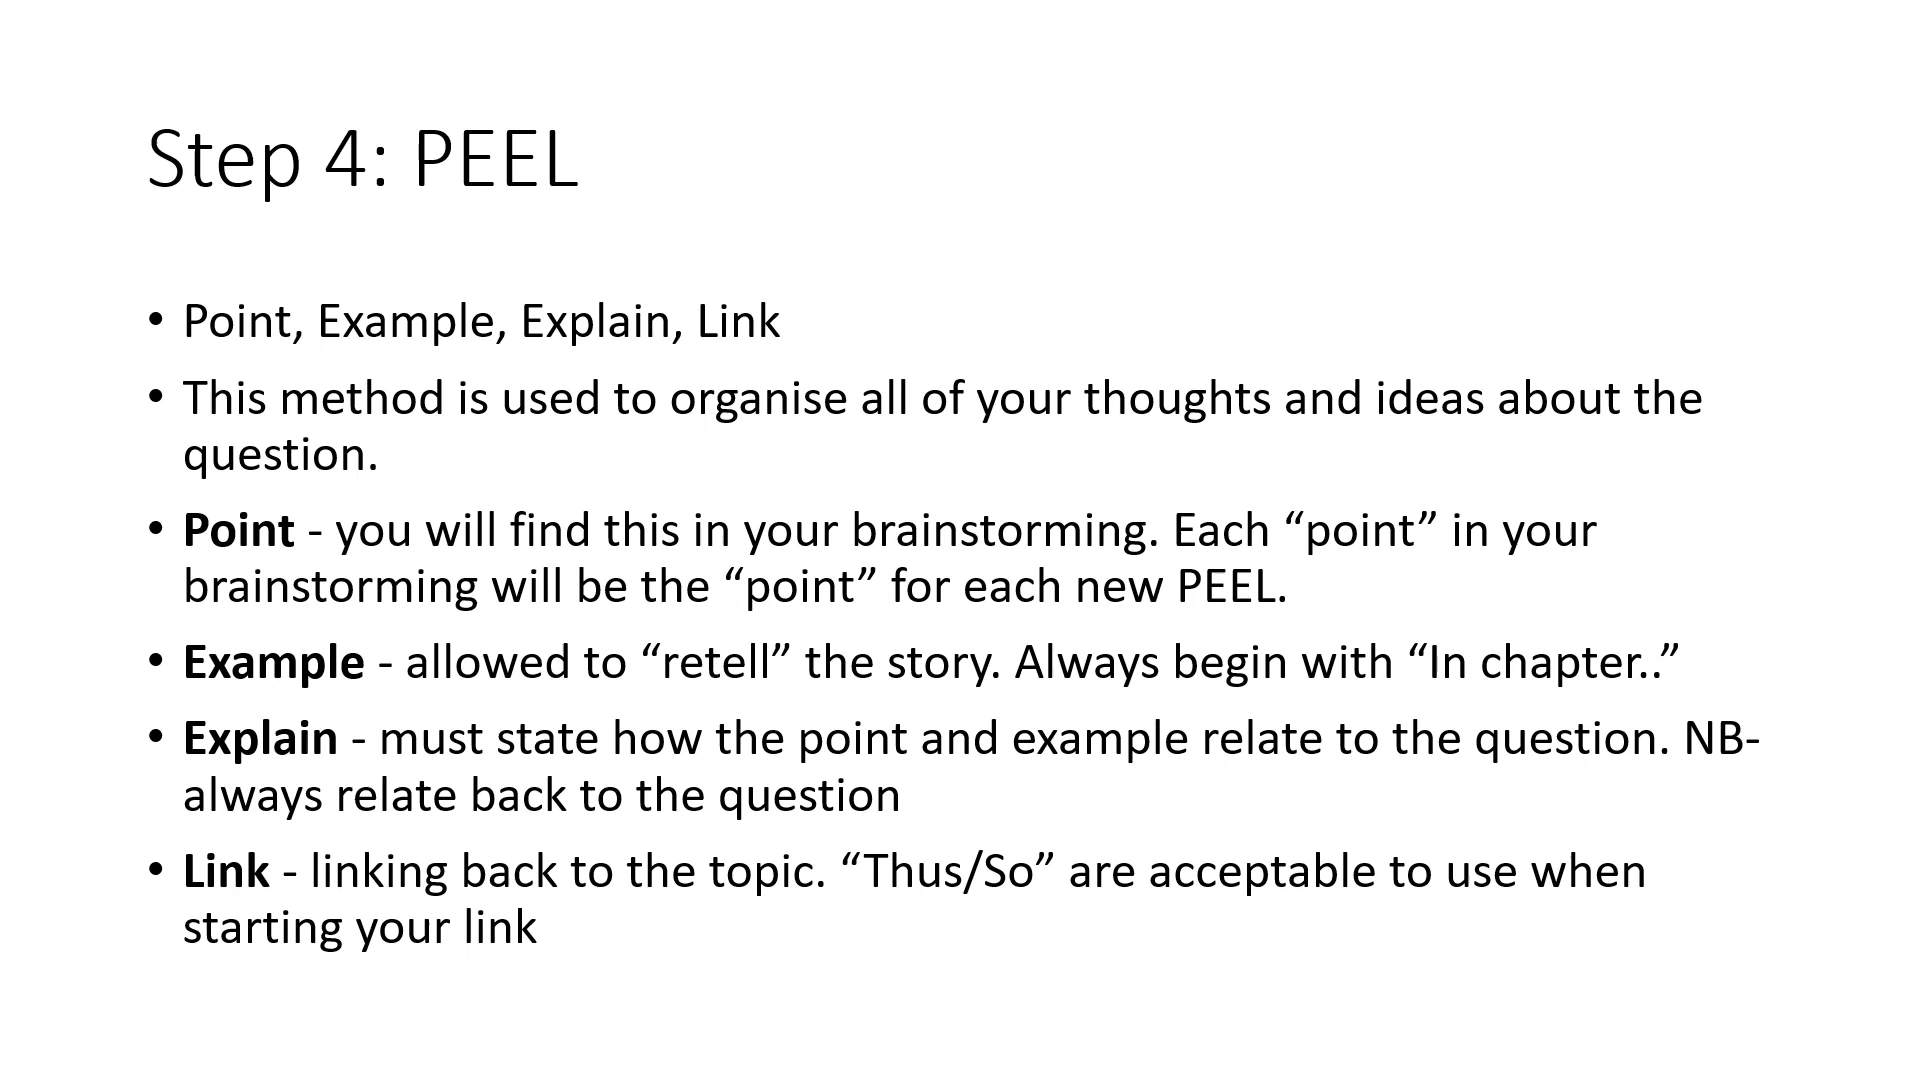 Step 4: PEEL
• Point, Example, Explain, Link
• This method is used to organise all of your thoughts and ideas about the
question.
• Point - you will find this in your brainstorming. Each “point” in your
brainstorming will be the “point” for each new PEEL.
• Example - allowed to “retell” the story. Always begin with “In chapter..”
• Explain - must state how the point and example relate to the question. NB-
always relate back to the question
• Link - linking back to the topic. “Thus/So” are acceptable to use when
starting your link